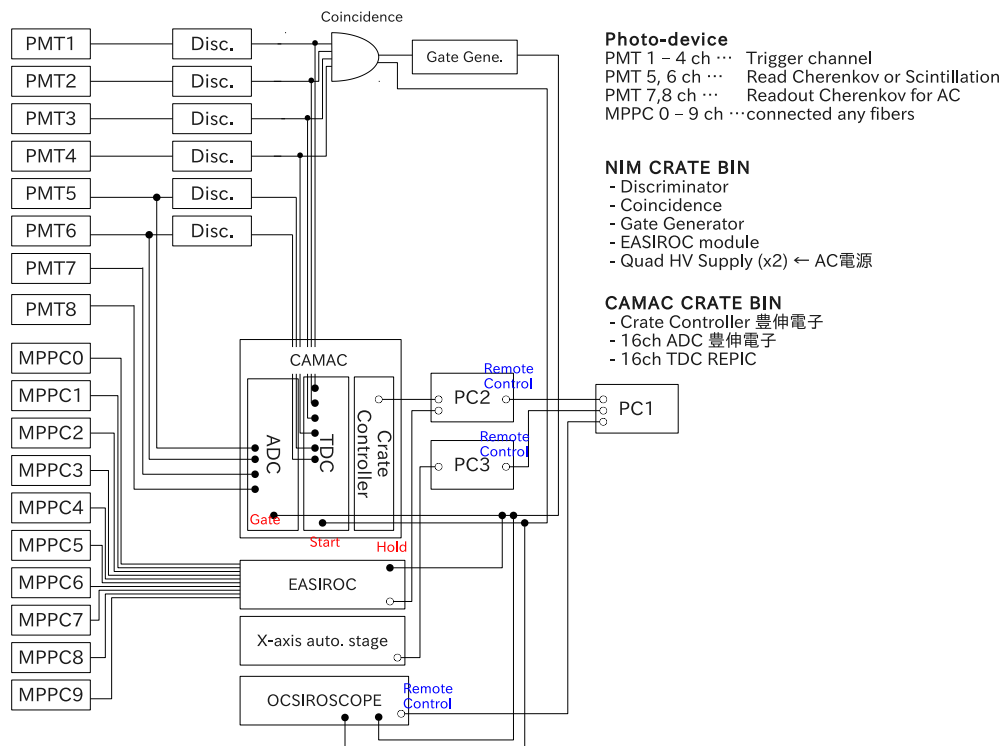 Coincidence
PMT1
Disc.
Gate Gene.
PMT2
Disc.
PMT3
Disc.
PMT4
Disc.
PMT5
Disc.
PMT6
Disc.
PMT7
PMT8
Photo-device
PMT 1 – 4 ch ··· Trigger channel
PMT 5, 6 ch ··· Read Cherenkov or Scintillation
PMT 7,8 ch ··· Readout Cherenkov for AC
MPPC 0 – 9 ch ···connected any fibers
NIM CRATE BIN
- Discriminator
- Coincidence
- Gate Generator
- EASIROC module
- Quad HV Supply (x2) ← AC電源
CAMAC CRATE BIN
- Crate Controller 豊伸電子
- 16ch ADC 豊伸電子
- 16ch TDC REPIC
MPPC0
MPPC1
MPPC2
MPPC3
MPPC4
MPPC5
MPPC6
MPPC7
MPPC8
MPPC9
CAMAC
ADC
TDC
Crate
Controller
Gate
Start
Hold
Remote
Control
PC2
Remote
Control
PC3
PC1
EASIROC
X-axis auto. stage
OCSIROSCOPE
Remote
Control